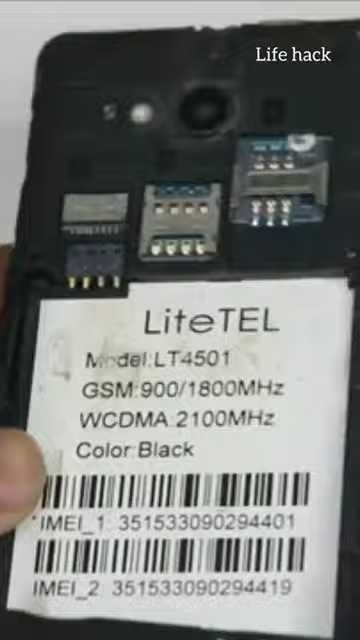 Life hack
LiteTEL
Model:LT4501
GSM:900/1800MHz
WCDMA:2100MHz
Color:Black
IMEI_1: 351533090294401
IMEI_2: 351533090294419